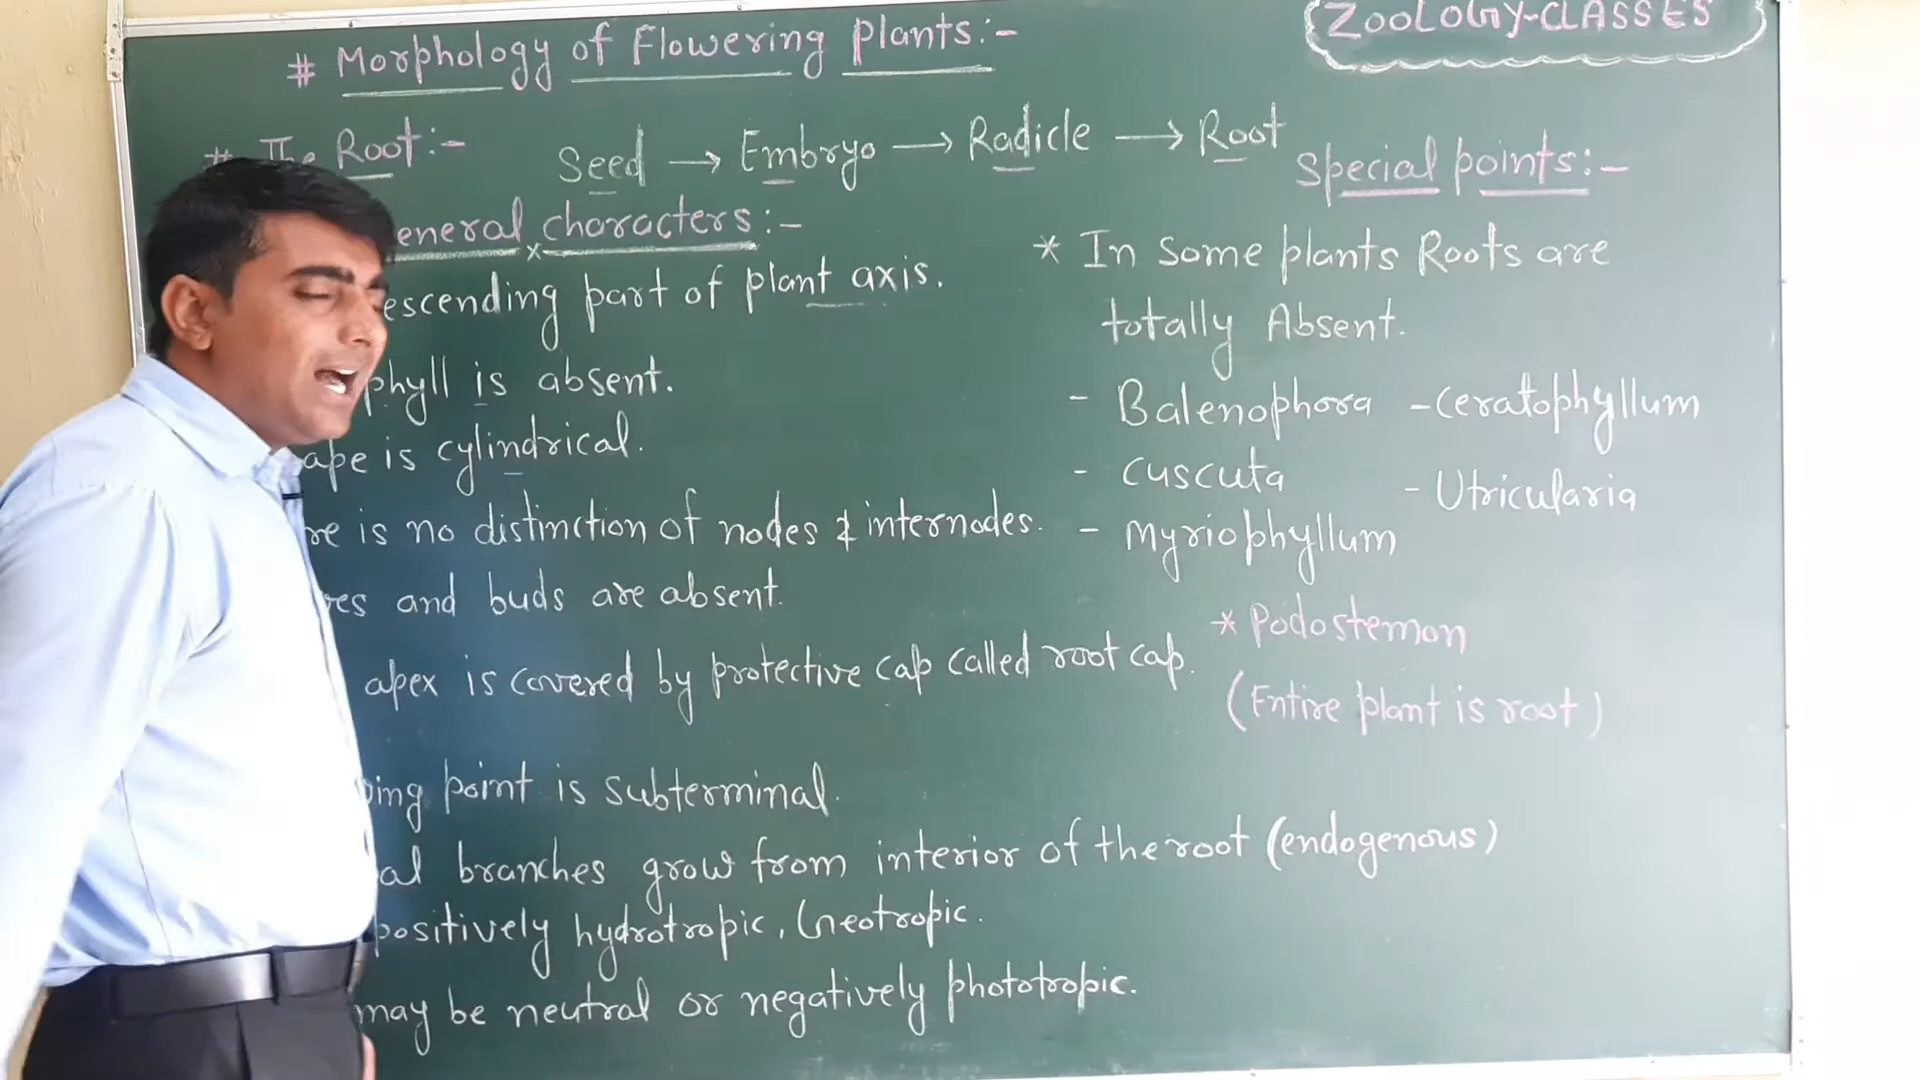 ZOOLOGY-CLASSES
# Morphology of Flowering plants:-
# The Root:-
Seed → Embryo → Radicle → Root
eneral characters:-
escending part of plant axis.
phyll is absent.
ape is cylindrical.
re is no distinction of nodes & internodes.
es and buds are absent.
apex is covered by protective cap called root cap.
ing point is subterminal.
al branches grow from interior of the root (endogenous)
positively hydrotropic, Geotropic.
may be neutral or negatively phototropic.
Special points:-
* In some plants Roots are
totally Absent.
- Balenophora - Ceratophyllum
- Cuscuta - Utricularia
- Myriophyllum
* Podostemon
(Entire plant is root)